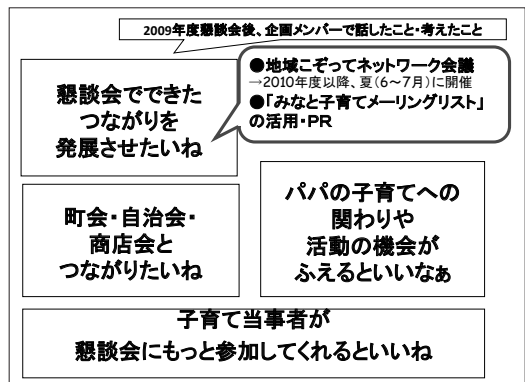 2009年度懇談会後、企画メンバーで話したこと・考えたこと
懇談会でできた
つながりを
発展させたいね
●地域こぞってネットワーク会議
→2010年度以降、夏(6~7月)に開催
●「みなと子育てメーリングリスト」
の活用・PR
町会・自治会・
商店会と
つながりたいね
パパの子育てへの
関わりや
活動の機会が
ふえるといいなぁ
子育て当事者が
懇談会にもっと参加してくれるといいね